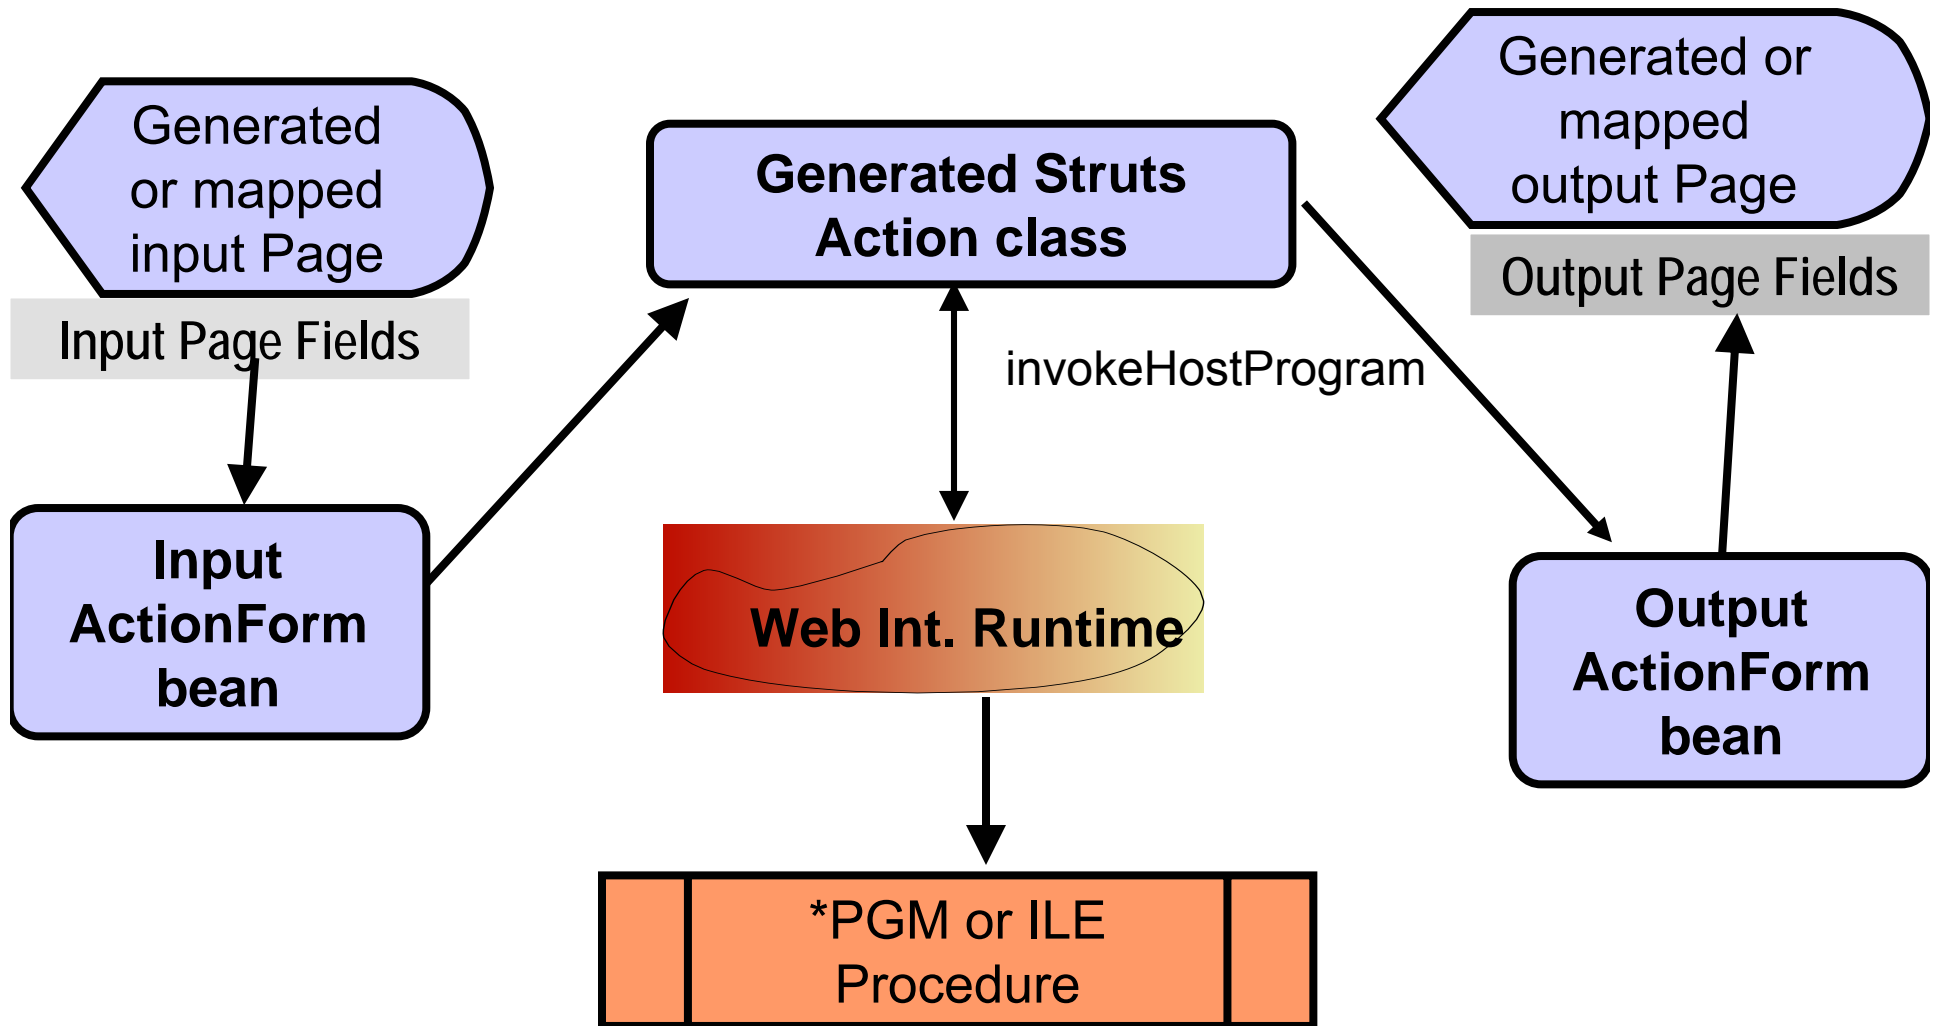 Generated
or mapped
input Page
Input Page Fields
Input
ActionForm
bean
Generated Struts
Action class
invokeHostProgram
Web Int. Runtime
*PGM or ILE
Procedure
Generated or
mapped
output Page
Output Page Fields
Output
ActionForm
bean